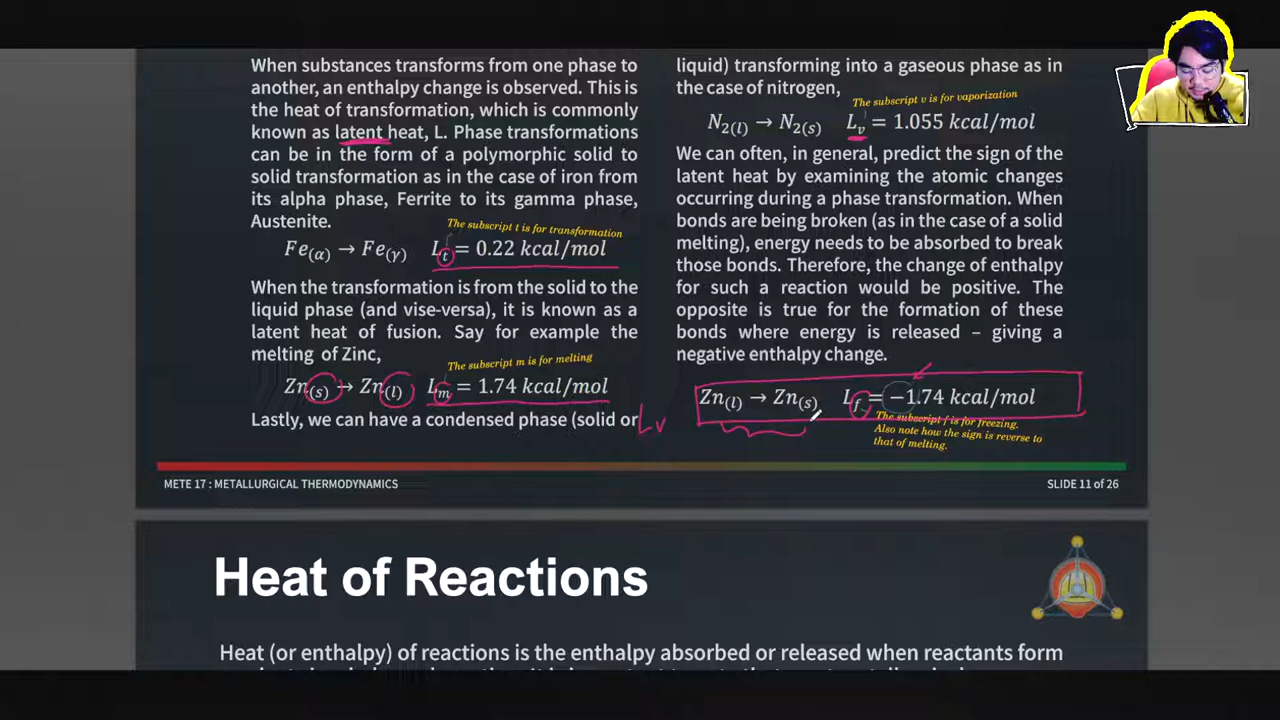 When substances transforms from one phase to
another, an enthalpy change is observed. This is
the heat of transformation, which is commonly
known as latent heat, L. Phase transformations
can be in the form of a polymorphic solid to
solid transformation as in the case of iron from
its alpha phase, Ferrite to its gamma phase,
Austenite.
The subscript t is for transformation
Fe(α) → Fe(γ) Lt = 0.22 kcal/mol
When the transformation is from the solid to the
liquid phase (and vise-versa), it is known as a
latent heat of fusion. Say for example the
melting of Zinc,
The subscript m is for melting
Zn(s) → Zn(l) Lm = 1.74 kcal/mol
Lastly, we can have a condensed phase (solid or
Lv
liquid) transforming into a gaseous phase as in
the case of nitrogen,
The subscript v is for vaporization
N2(l) → N2(s) Lv = 1.055 kcal/mol
We can often, in general, predict the sign of the
latent heat by examining the atomic changes
occurring during a phase transformation. When
bonds are being broken (as in the case of a solid
melting), energy needs to be absorbed to break
those bonds. Therefore, the change of enthalpy
for such a reaction would be positive. The
opposite is true for the formation of these
bonds where energy is released – giving a
negative enthalpy change.
Zn(l) → Zn(s) Lf = −1.74 kcal/mol
The subscript f is for freezing.
Also note how the sign is reverse to
that of melting.
METE 17 : METALLURGICAL THERMODYNAMICS
SLIDE 11 of 26
Heat of Reactions
Heat (or enthalpy) of reactions is the enthalpy absorbed or released when reactants form